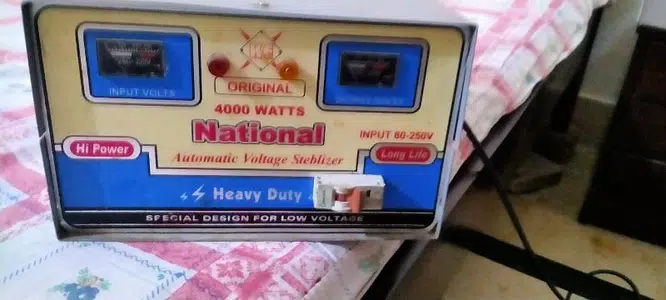 INPUT VOLTS
ORIGINAL
4000 WATTS
National
INPUT 80-250V
Hi Power
Automatic Voltage Steblizer
Long Life
Heavy Duty
SPECIAL DESIGN FOR LOW VOLTAGE